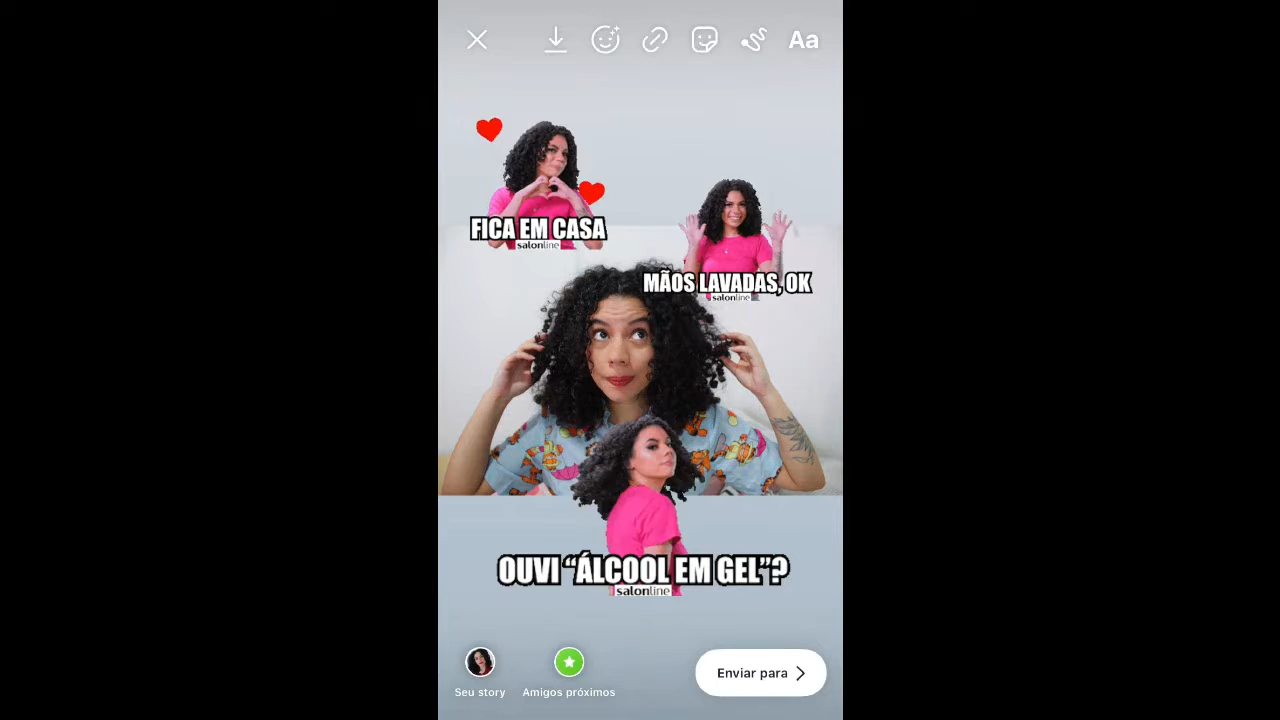 Aa
FICA EM CASA
salonline
MÃOS LAVADAS, OK
salonline
OUVI “ÁLCOOL EM GEL”?
salonline
Seu story
Amigos próximos
Enviar para